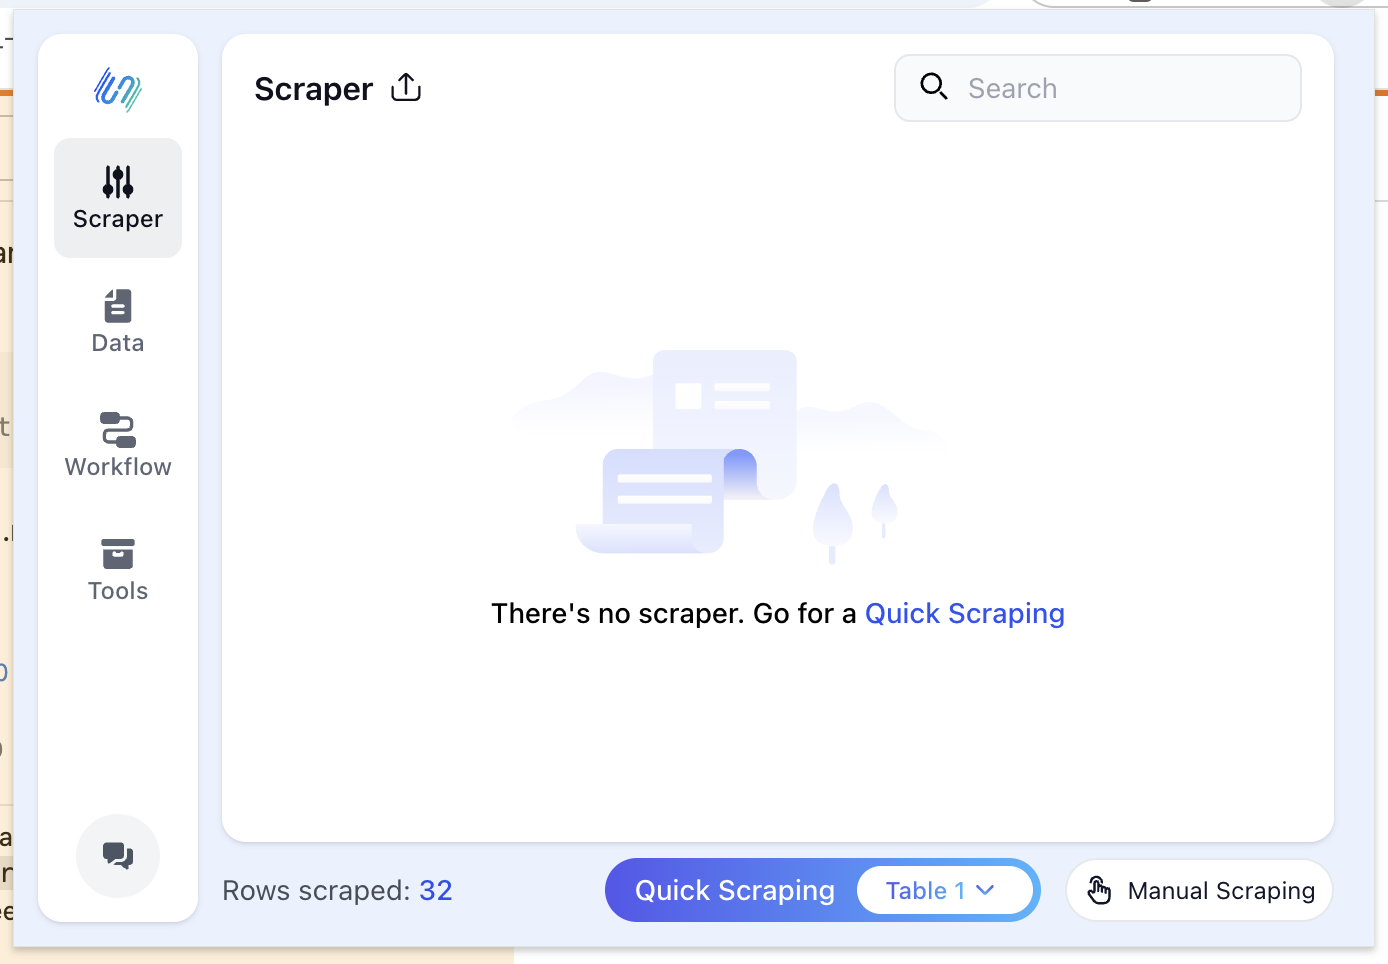 Scraper
Search
Scraper
Data
Workflow
Tools
There's no scraper. Go for a Quick Scraping
Rows scraped: 32
Quick Scraping
Table 1
Manual Scraping